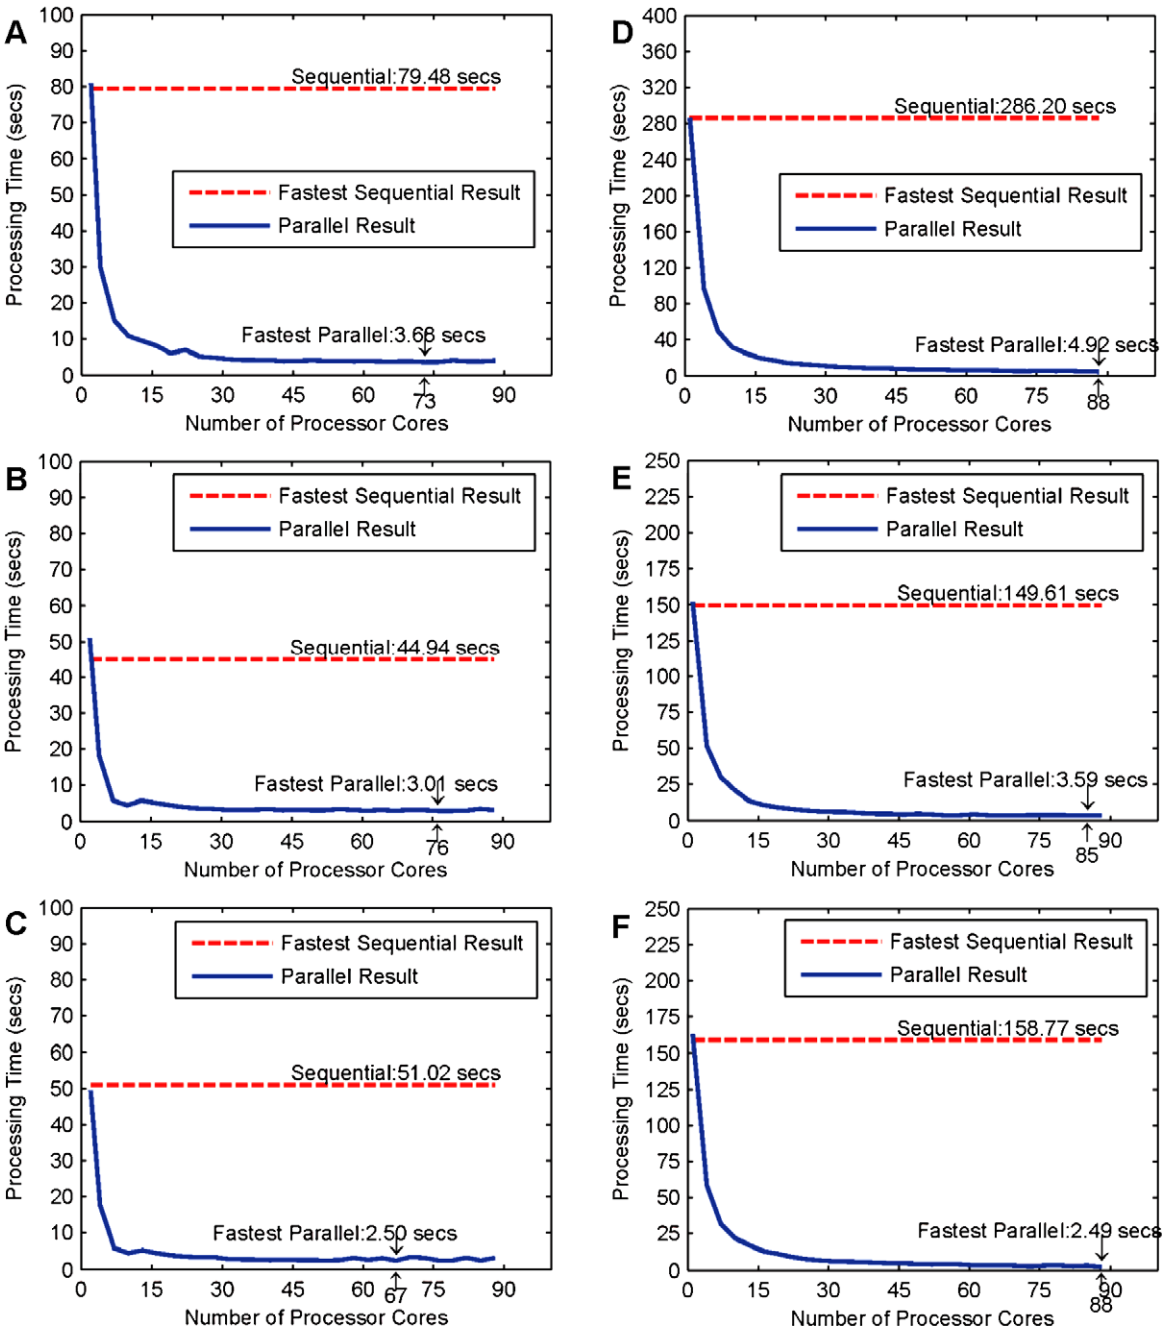 A
100
90
80
70
60
50
40
30
20
10
0
Processing Time (secs)
Sequential:79.48 secs
Fastest Sequential Result
Parallel Result
Fastest Parallel:3.68 secs
0 15 30 45 60 73 90
Number of Processor Cores
D
400
360
320
280
240
200
160
120
80
40
0
Processing Time (secs)
Sequential:286.20 secs
Fastest Sequential Result
Parallel Result
Fastest Parallel:4.92 secs
0 15 30 45 60 75 88
Number of Processor Cores
B
100
90
80
70
60
50
40
30
20
10
0
Processing Time (secs)
Fastest Sequential Result
Parallel Result
Sequential:44.94 secs
Fastest Parallel:3.01 secs
0 15 30 45 60 76 90
Number of Processor Cores
E
250
225
200
175
150
125
100
75
50
25
0
Processing Time (secs)
Fastest Sequential Result
Parallel Result
Sequential:149.61 secs
Fastest Parallel:3.59 secs
0 15 30 45 60 75 85 90
Number of Processor Cores
C
100
90
80
70
60
50
40
30
20
10
0
Processing Time (secs)
Fastest Sequential Result
Parallel Result
Sequential:51.02 secs
Fastest Parallel:2.50 secs
0 15 30 45 60 67 75 90
Number of Processor Cores
F
250
225
200
175
150
125
100
75
50
25
0
Processing Time (secs)
Fastest Sequential Result
Parallel Result
Sequential:158.77 secs
Fastest Parallel:2.49 secs
0 15 30 45 60 75 88 90
Number of Processor Cores